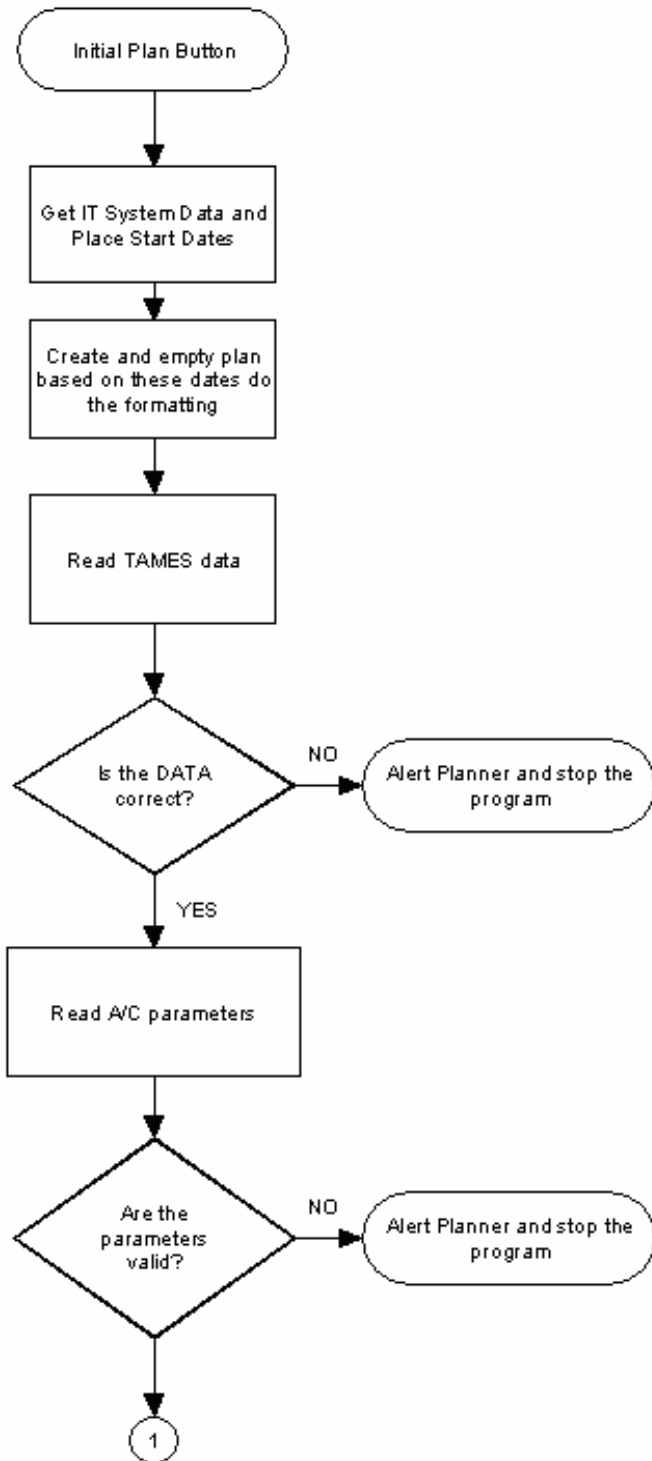 Initial Plan Button
Get IT System Data and
Place Start Dates
Create and empty plan
based on these dates do
the formatting
Read TAMES data
Is the DATA
correct?
NO
Alert Planner and stop the
program
YES
Read A/C parameters
Are the
parameters
valid?
NO
Alert Planner and stop the
program
1